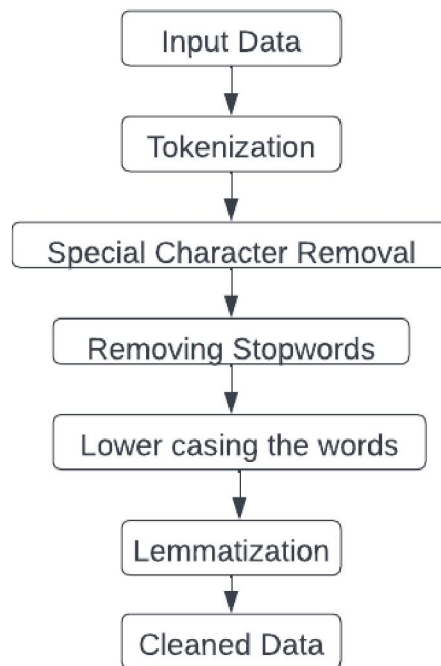 Input Data
Tokenization
Special Character Removal
Removing Stopwords
Lower casing the words
Lemmatization
Cleaned Data